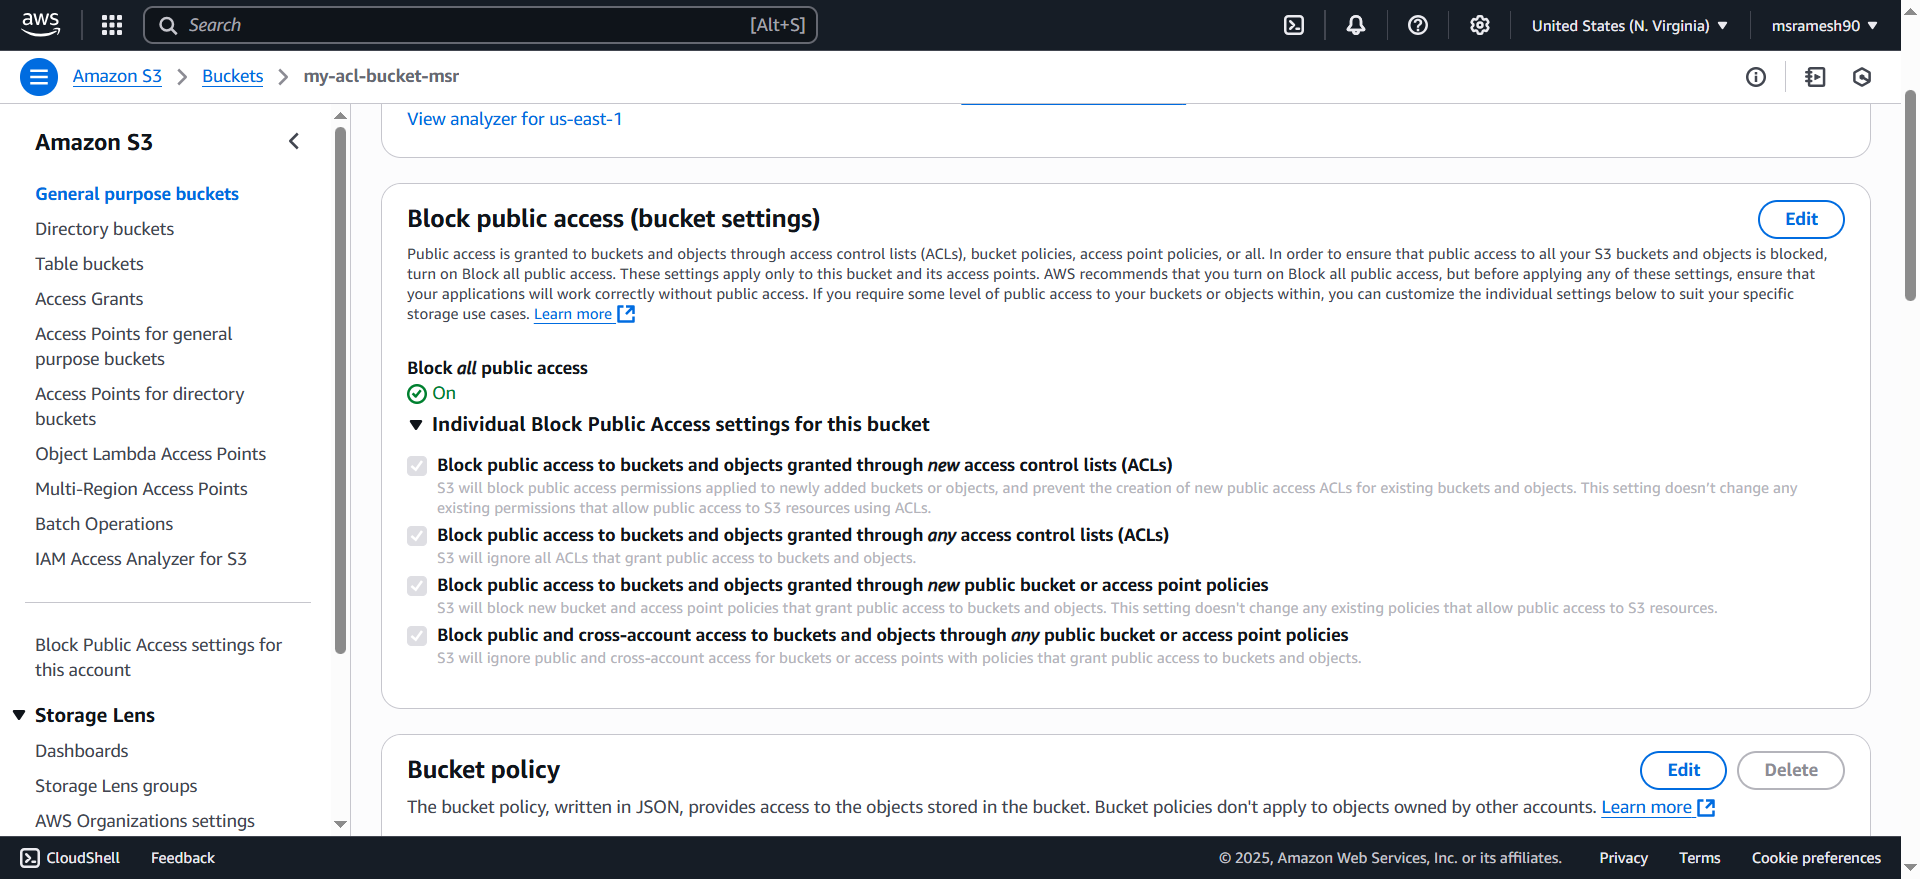 aws
Search
[Alt+S]
United States (N. Virginia)
msramesh90
Amazon S3
Buckets
my-acl-bucket-msr
Amazon S3
General purpose buckets
Directory buckets
Table buckets
Access Grants
Access Points for general
purpose buckets
Access Points for directory
buckets
Object Lambda Access Points
Multi-Region Access Points
Batch Operations
IAM Access Analyzer for S3
Block Public Access settings for
this account
Storage Lens
Dashboards
Storage Lens groups
AWS Organizations settings
View analyzer for us-east-1
Block public access (bucket settings)
Edit
Public access is granted to buckets and objects through access control lists (ACLs), bucket policies, access point policies, or all. In order to ensure that public access to all your S3 buckets and objects is blocked,
turn on Block all public access. These settings apply only to this bucket and its access points. AWS recommends that you turn on Block all public access, but before applying any of these settings, ensure that
your applications will work correctly without public access. If you require some level of public access to your buckets or objects within, you can customize the individual settings below to suit your specific
storage use cases. Learn more
Block all public access
On
Individual Block Public Access settings for this bucket
Block public access to buckets and objects granted through new access control lists (ACLs)
S3 will block public access permissions applied to newly added buckets or objects, and prevent the creation of new public access ACLs for existing buckets and objects. This setting doesn't change any
existing permissions that allow public access to S3 resources using ACLs.
Block public access to buckets and objects granted through any access control lists (ACLs)
S3 will ignore all ACLs that grant public access to buckets and objects.
Block public access to buckets and objects granted through new public bucket or access point policies
S3 will block new bucket and access point policies that grant public access to buckets and objects. This setting doesn't change any existing policies that allow public access to S3 resources.
Block public and cross-account access to buckets and objects through any public bucket or access point policies
S3 will ignore public and cross-account access for buckets or access points with policies that grant public access to buckets and objects.
Bucket policy
Edit
Delete
The bucket policy, written in JSON, provides access to the objects stored in the bucket. Bucket policies don't apply to objects owned by other accounts. Learn more
CloudShell
Feedback
© 2025, Amazon Web Services, Inc. or its affiliates.
Privacy
Terms
Cookie preferences